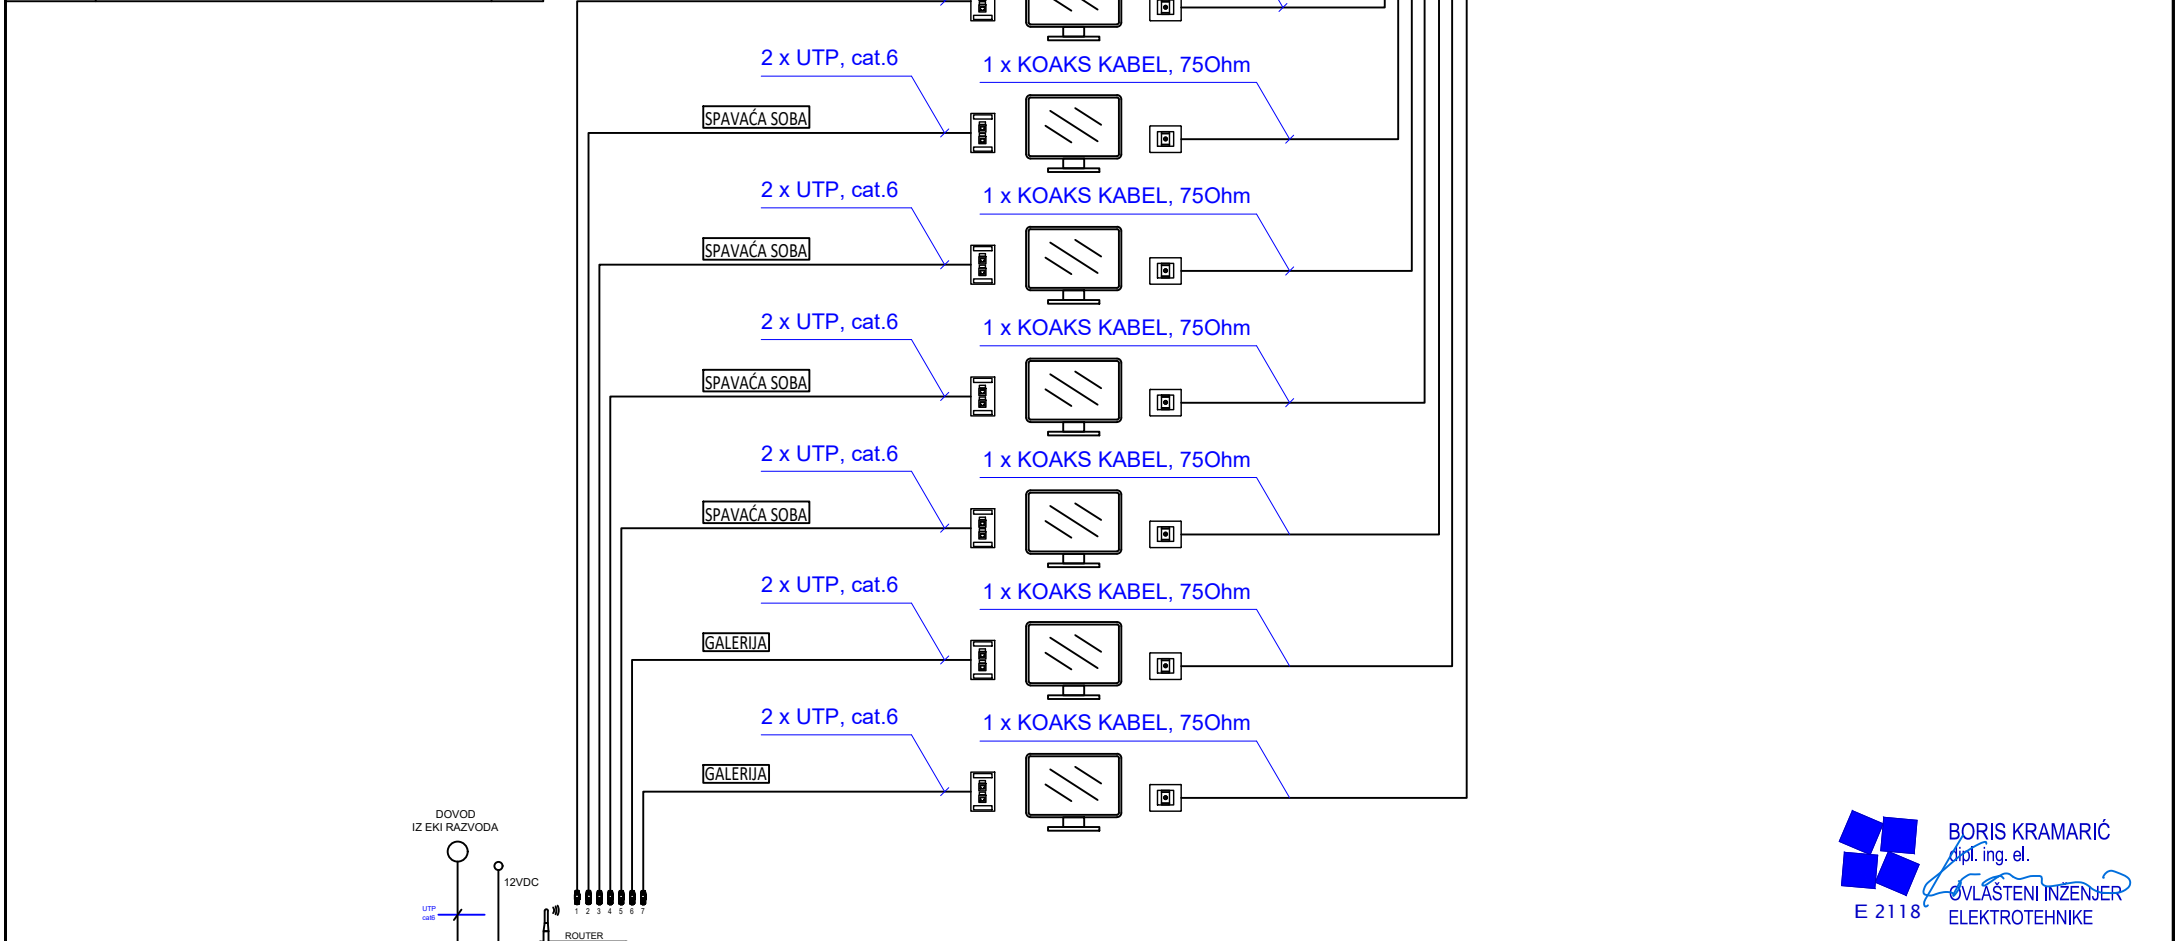 2 x UTP, cat.6
1 x KOAKS KABEL, 75Ohm
SPAVAĆA SOBA
2 x UTP, cat.6
1 x KOAKS KABEL, 75Ohm
SPAVAĆA SOBA
2 x UTP, cat.6
1 x KOAKS KABEL, 75Ohm
SPAVAĆA SOBA
2 x UTP, cat.6
1 x KOAKS KABEL, 75Ohm
SPAVAĆA SOBA
2 x UTP, cat.6
1 x KOAKS KABEL, 75Ohm
GALERIJA
2 x UTP, cat.6
1 x KOAKS KABEL, 75Ohm
GALERIJA
DOVOD
IZ EKI RAZVODA
12VDC
UTP
cat6
1 2 3 4 5 6 7
ROUTER
BORIS KRAMARIĆ
dipl. ing. el.
OVLAŠTENI INŽENJER
ELEKTROTEHNIKE
E 2118